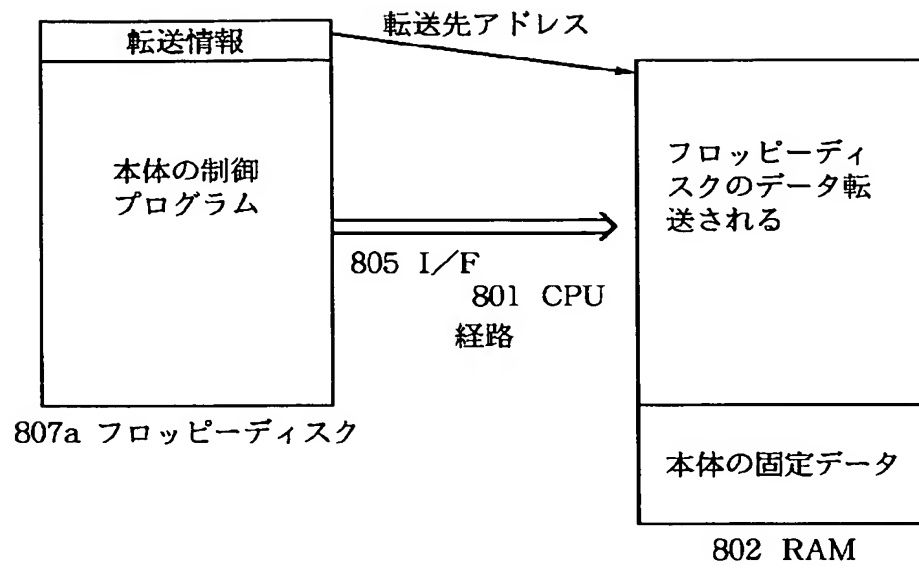 転送先アドレス
転送情報
本体の制御
プログラム
フロッピーディ
スクのデータ転
送される
805 I/F
801 CPU
経路
807a フロッピーディスク
本体の固定データ
802 RAM